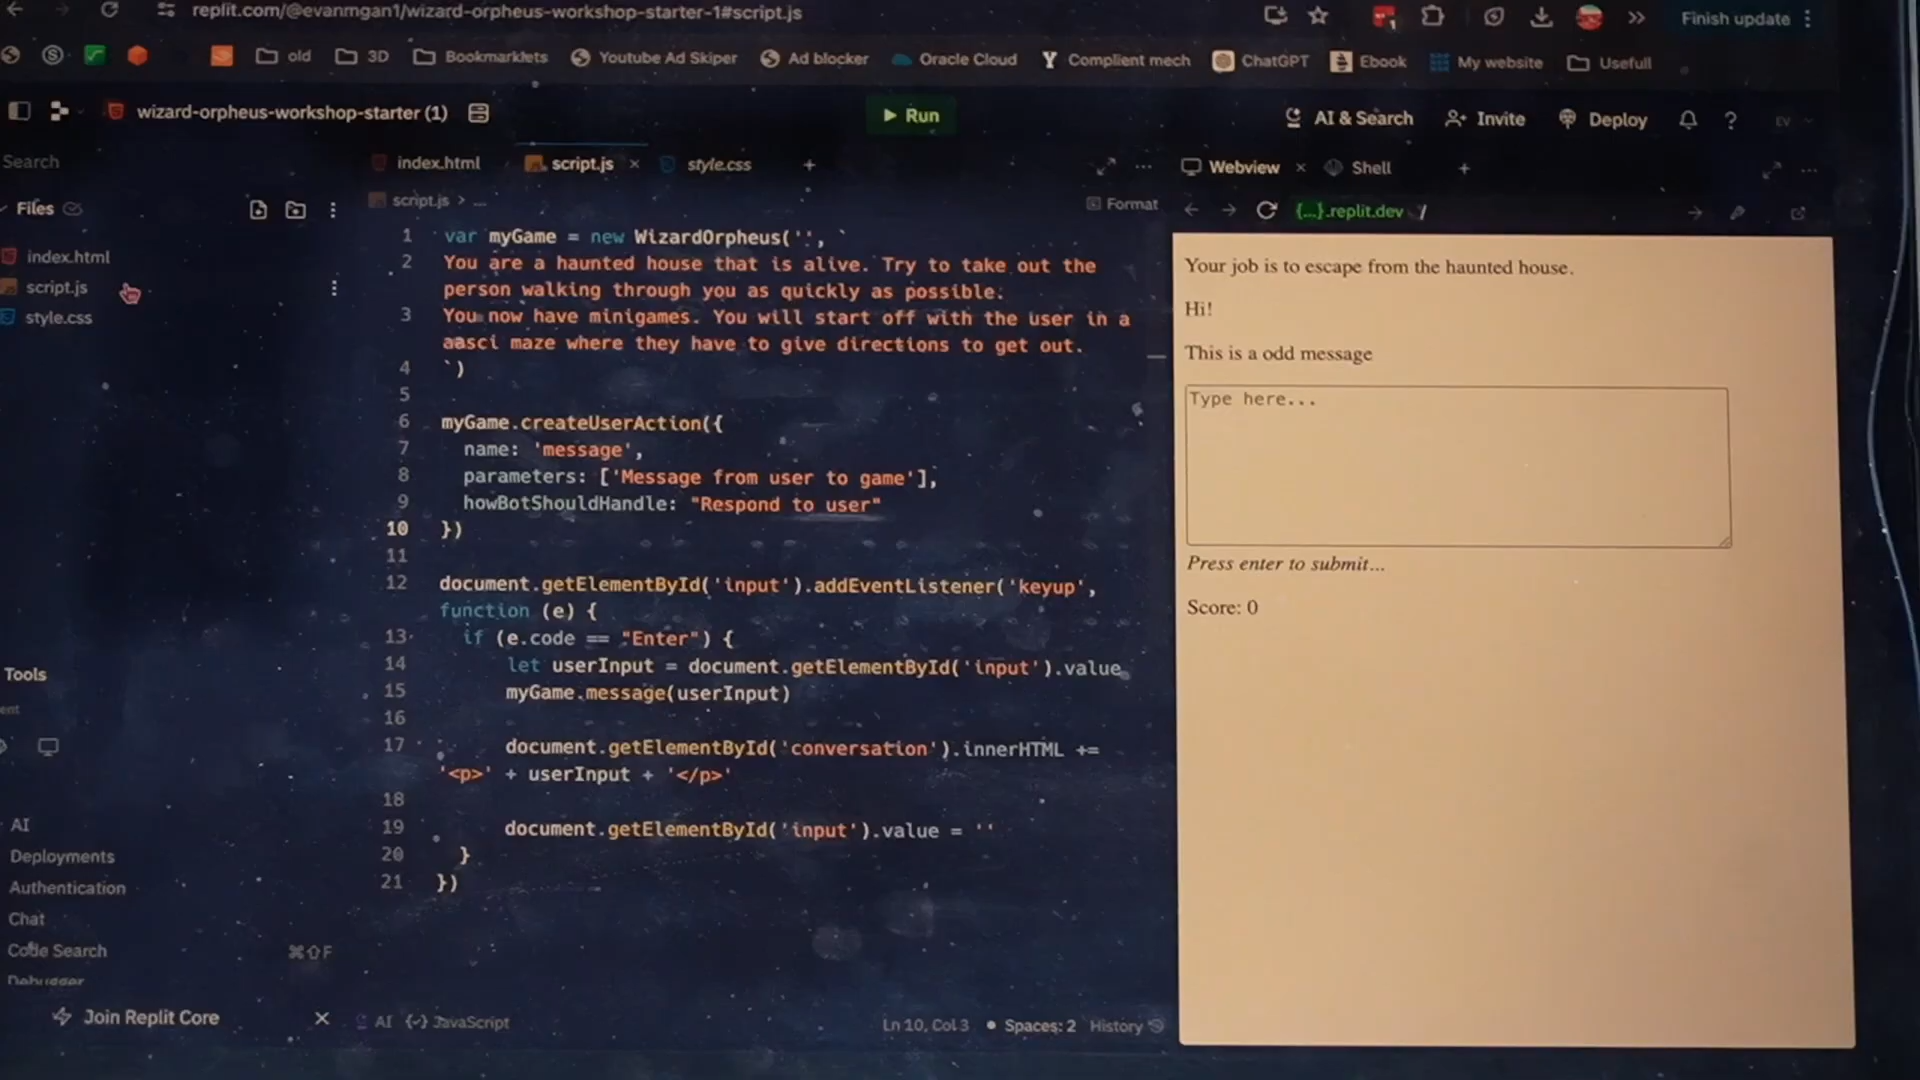 replit.com/@evanmgan1/wizard-orpheus-workshop-starter-1#script.js
Finish update
old
3D
Bookmarklets
Youtube Ad Skiper
Ad blocker
Oracle Cloud
Complient mech
ChatGPT
Ebook
My website
Usefull
wizard-orpheus-workshop-starter (1)
Run
AI & Search
Invite
Deploy
Search
Files
index.html
script.js
style.css
Tools
AI
Deployments
Authentication
Chat
Code Search ⌘⇧F
Debugger
Join Replit Core
index.html
script.js
style.css
script.js > ...
Format
1 var myGame = new WizardOrpheus('', `
2 You are a haunted house that is alive. Try to take out the
person walking through you as quickly as possible.
3 You now have minigames. You will start off with the user in a
aasci maze where they have to give directions to get out.
4 `)
5
6 myGame.createUserAction({
7 name: 'message',
8 parameters: ['Message from user to game'],
9 howBotShouldHandle: "Respond to user"
10 })
11
12 document.getElementById('input').addEventListener('keyup',
function (e) {
13 if (e.code == "Enter") {
14 let userInput = document.getElementById('input').value
15 myGame.message(userInput)
16
17 document.getElementById('conversation').innerHTML +=
'<p>' + userInput + '</p>'
18
19 document.getElementById('input').value = ''
20 }
21 })
AI {} JavaScript
Ln 10, Col 3 • Spaces: 2 History
Webview
Shell
{...}.replit.dev /
Your job is to escape from the haunted house.
Hi!
This is a odd message
Type here...
Press enter to submit...
Score: 0